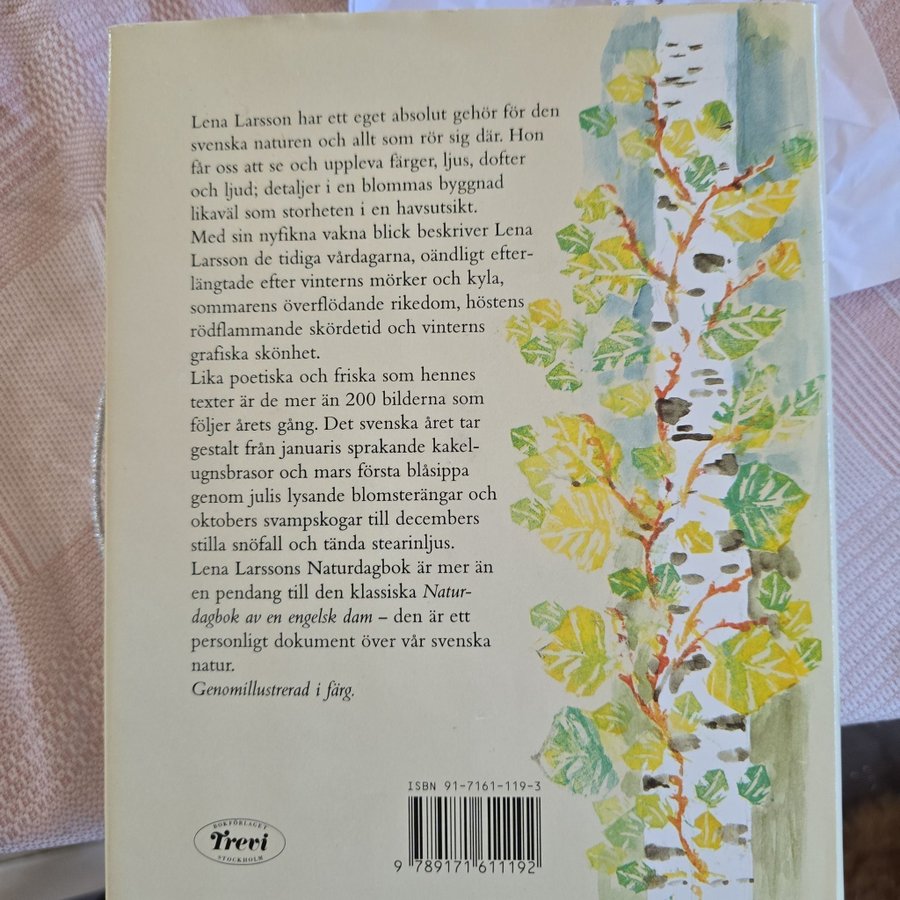 Lena Larsson har ett eget absolut gehör för den
svenska naturen och allt som rör sig där. Hon
får oss att se och uppleva färger, ljus, dofter
och ljud; detaljer i en blommas byggnad
likaväl som storheten i en havsutsikt.
Med sin nyfikna vakna blick beskriver Lena
Larsson de tidiga vårdagarna, oändligt efter-
längtade efter vinterns mörker och kyla,
sommarens överflödande rikedom, höstens
rödflammande skördetid och vinterns
grafiska skönhet.
Lika poetiska och friska som hennes
texter är de mer än 200 bilderna som
följer årets gång. Det svenska året tar
gestalt från januaris sprakande kakel-
ugnsbrasor och mars första blåsippa
genom julis lysande blomsterängar och
oktobers svampskogar till decembers
stilla snöfall och tända stearinljus.
Lena Larssons Naturdagbok är mer än
en pendang till den klassiska Natur-
dagbok av en engelsk dam – den är ett
personligt dokument över vår svenska
natur.
Genomillustrerad i färg.
ISBN 91-7161-119-3
9 789171 611192
BOKFÖRLAGET
Trevi
STOCKHOLM